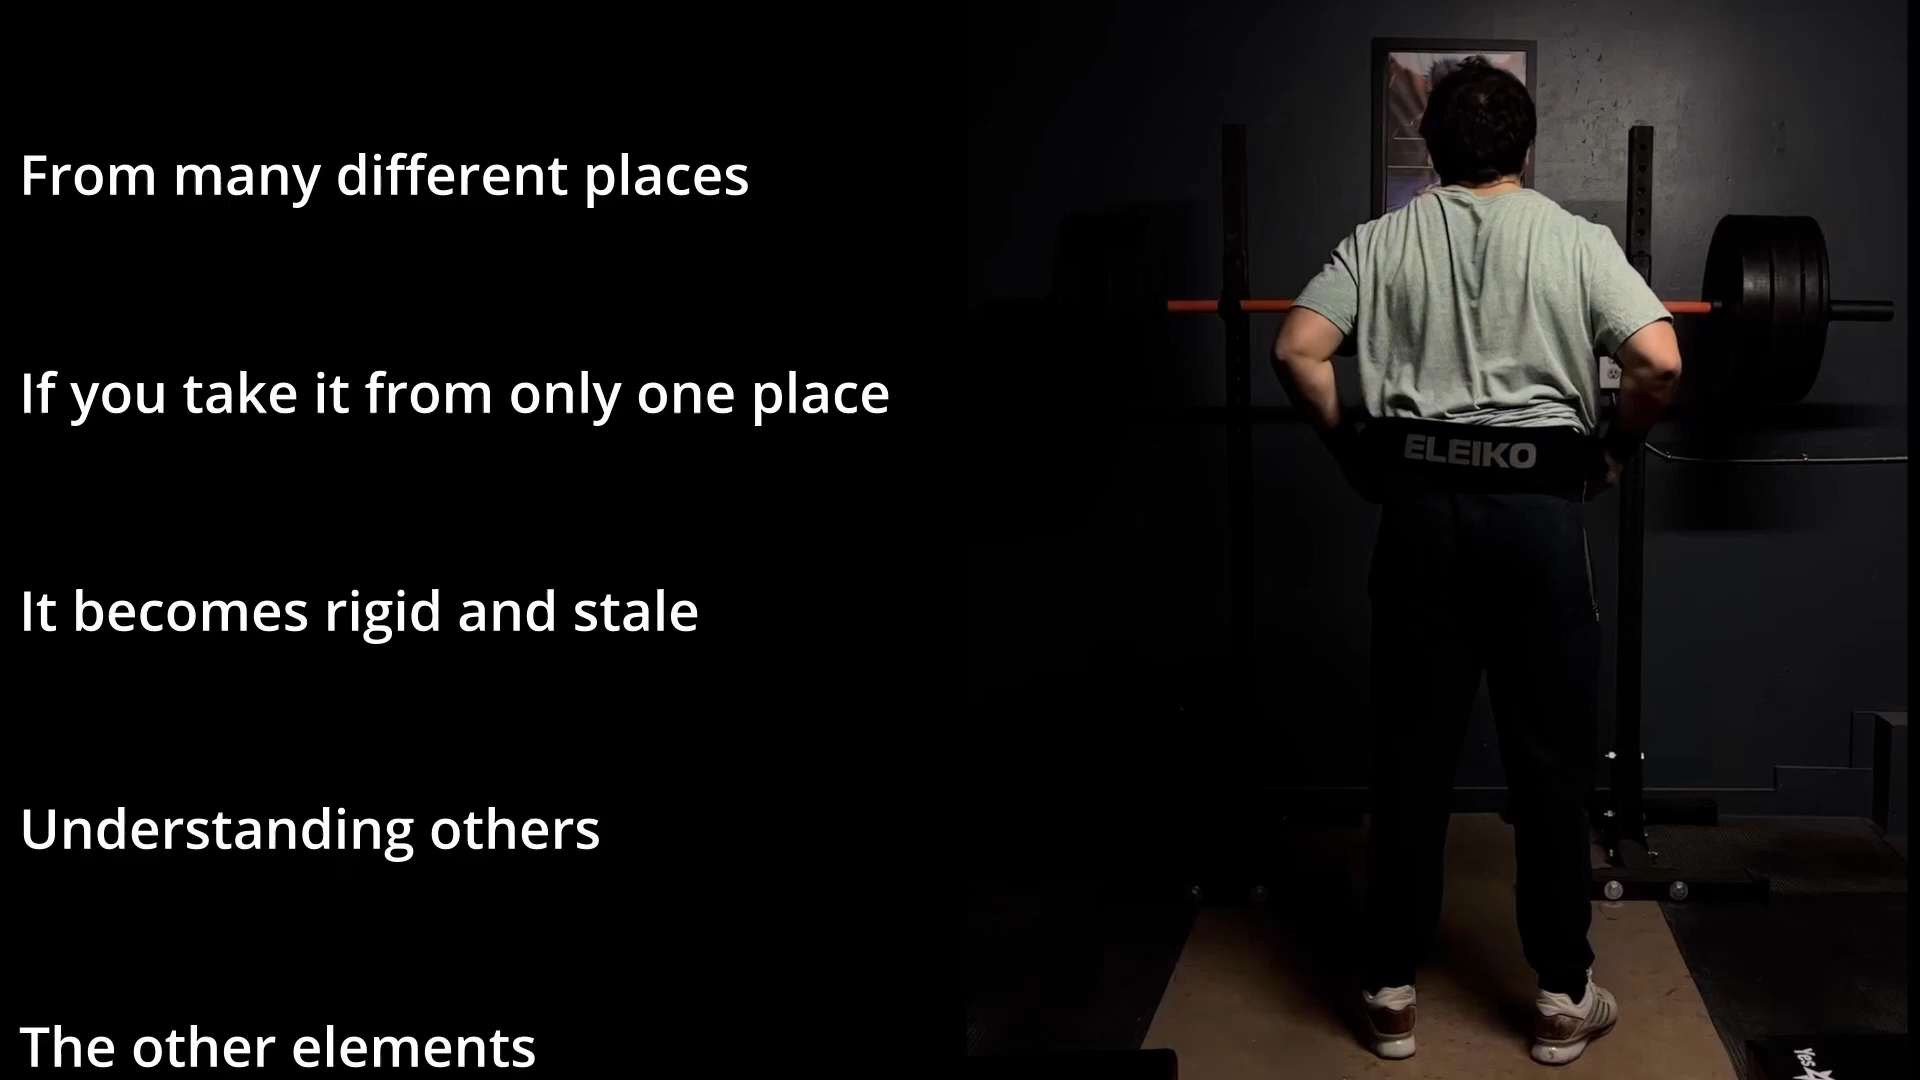 From many different places
If you take it from only one place
It becomes rigid and stale
Understanding others
The other elements
ELEIKO
Yes